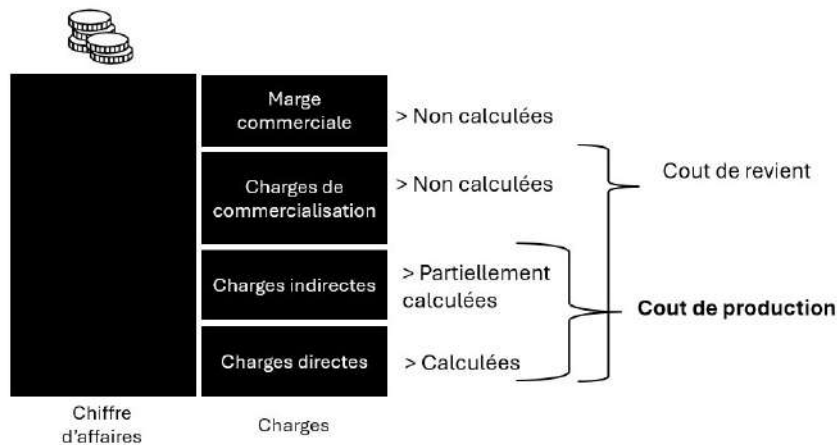 Marge
commerciale
> Non calculées
Charges de
commercialisation
> Non calculées
Cout de revient
Charges indirectes
> Partiellement
calculées
Cout de production
Charges directes
> Calculées
Chiffre
d'affaires
Charges